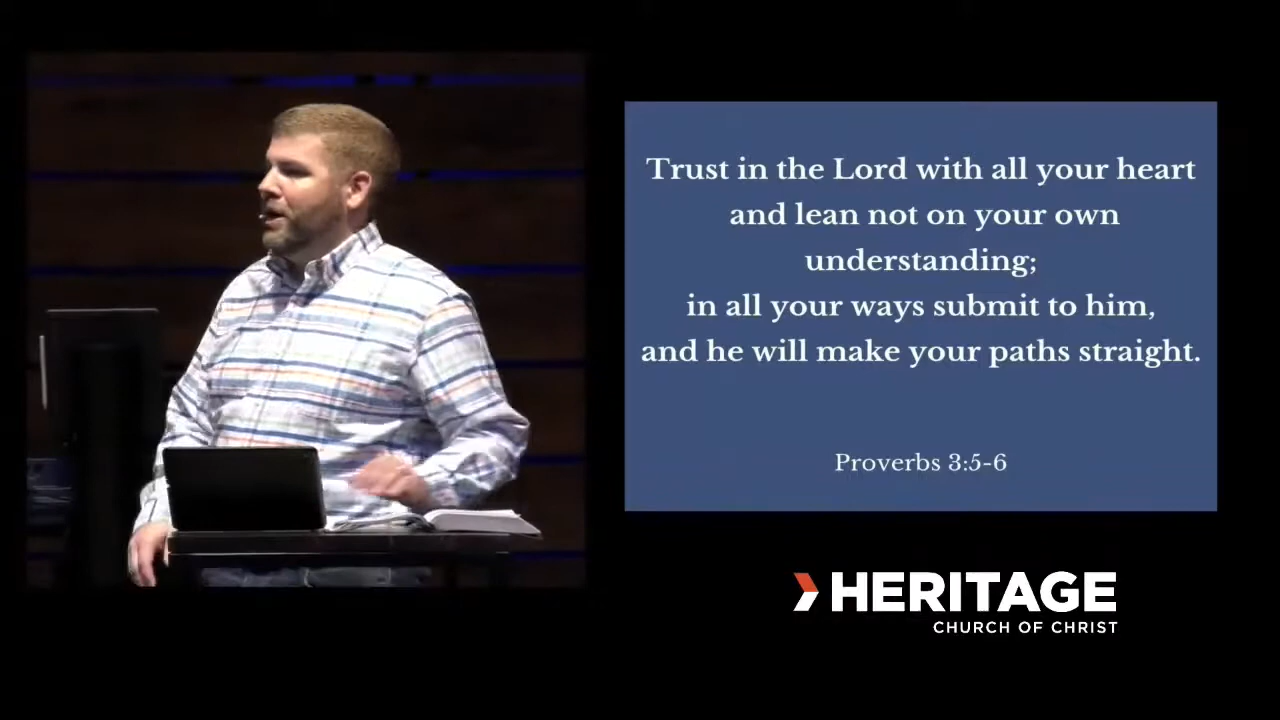 Trust in the Lord with all your heart
and lean not on your own
understanding;
in all your ways submit to him,
and he will make your paths straight.
Proverbs 3:5-6
HERITAGE
CHURCH OF CHRIST